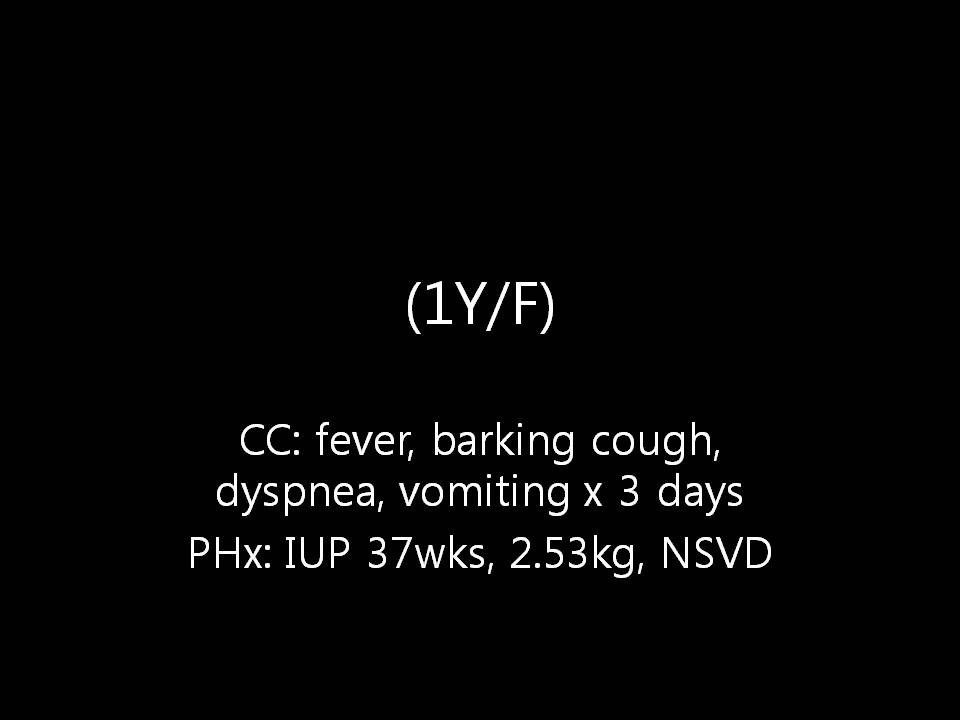 (1Y/F)
CC: fever, barking cough,
dyspnea, vomiting x 3 days
PHx: IUP 37wks, 2.53kg, NSVD